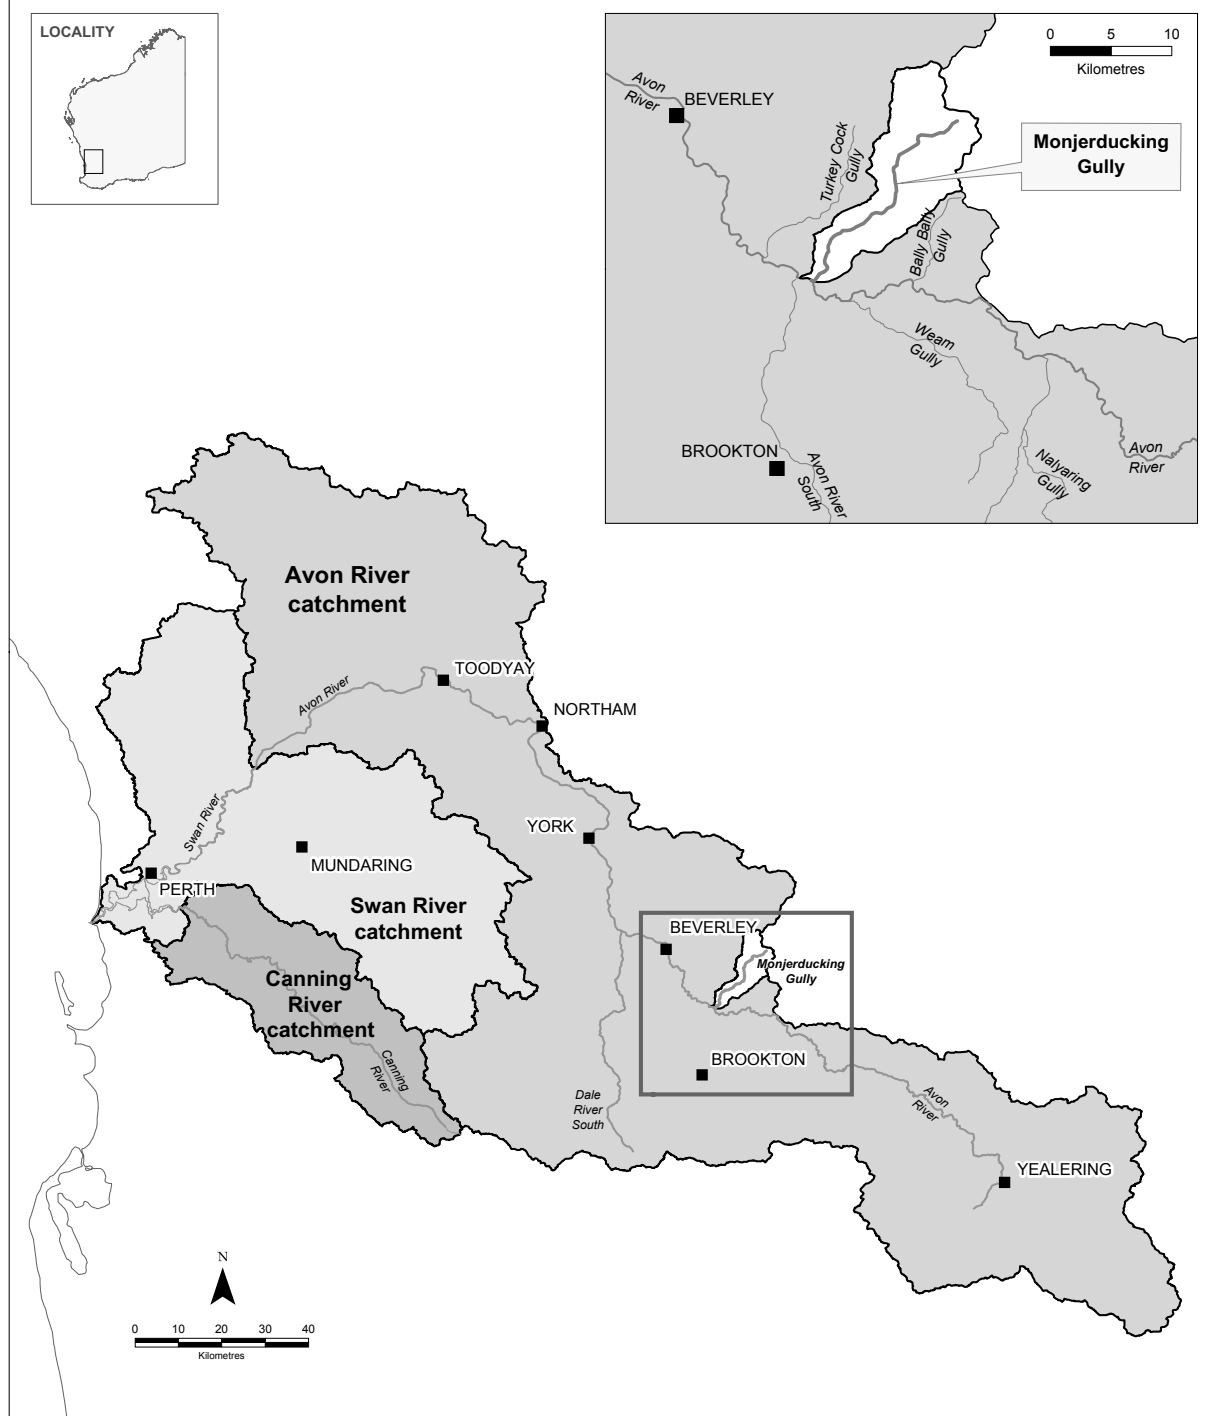 LOCALITY
0 5 10
Kilometres
Avon
River
BEVERLEY
Turkey Cock
Gully
Monjerducking
Gully
Bally Bally
Gully
Weam
Gully
BROOKTON
Avon River
South
Nalyaring
Gully
Avon
River
Avon River
catchment
TOODYAY
Avon River
NORTHAM
Swan River
YORK
MUNDARING
PERTH
Swan River
catchment
BEVERLEY
Monjerducking
Gully
Canning
River
catchment
Canning
River
BROOKTON
Dale
River
South
Avon
River
YEALERING
N
0 10 20 30 40
Kilometres